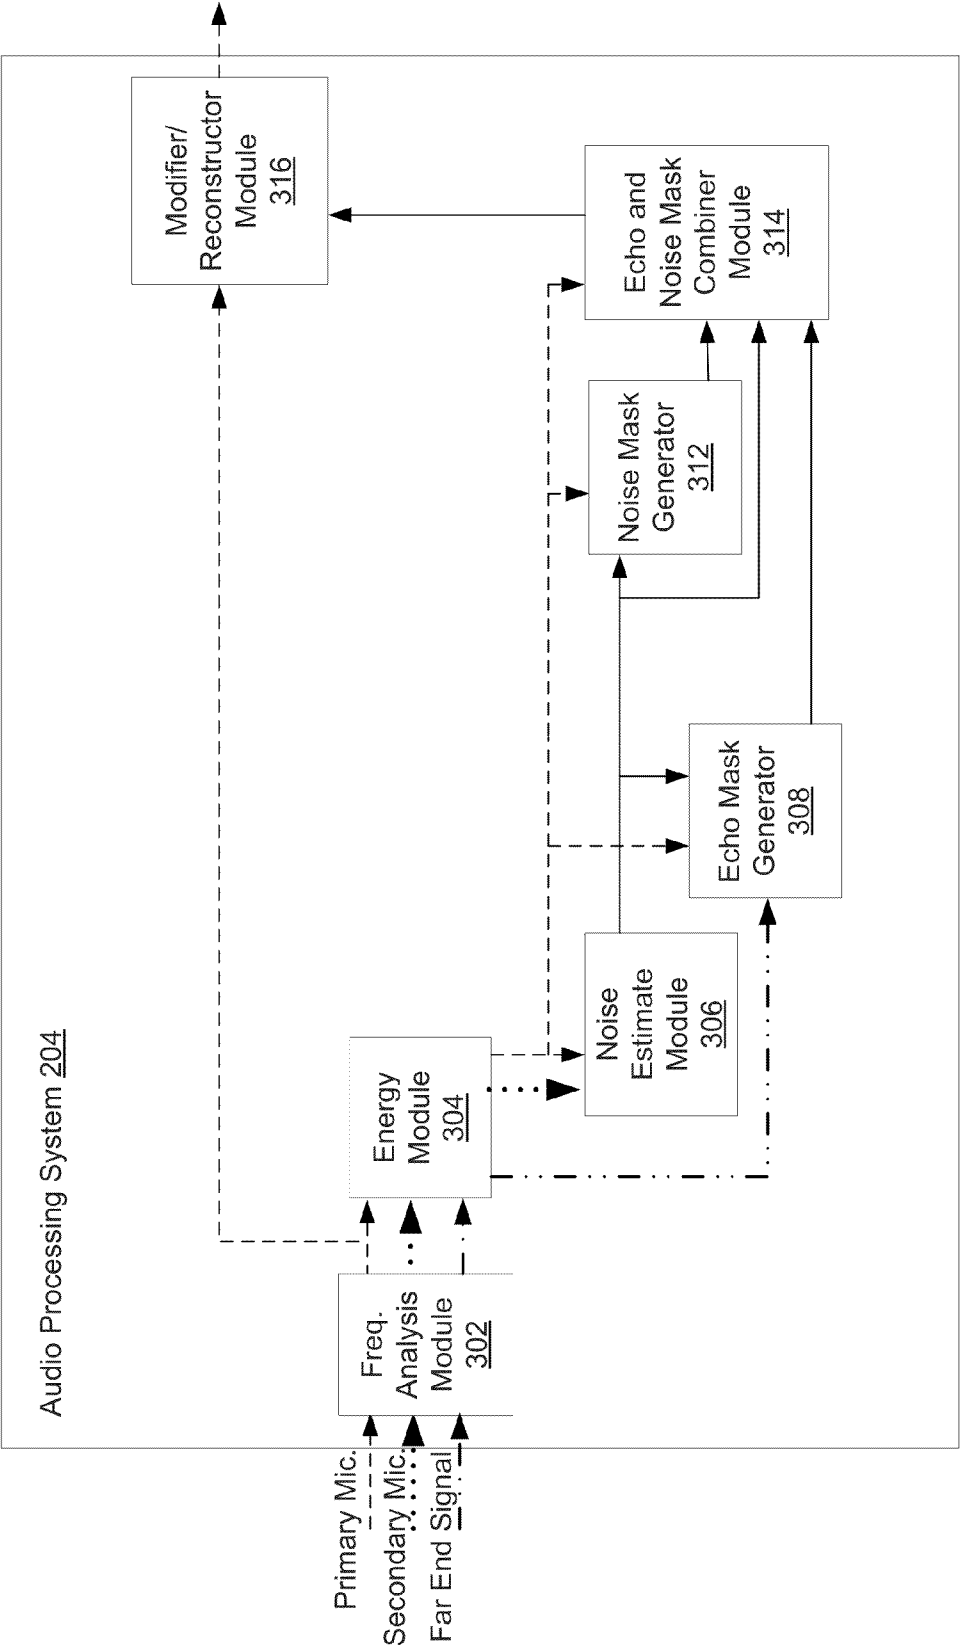 Audio Processing System 204
Primary Mic.
Secondary Mic.
Far End Signal
Freq.
Analysis
Module
302
Energy
Module
304
Noise
Estimate
Module
306
Echo Mask
Generator
308
Noise Mask
Generator
312
Echo and
Noise Mask
Combiner
Module
314
Modifier/
Reconstructor
Module
316